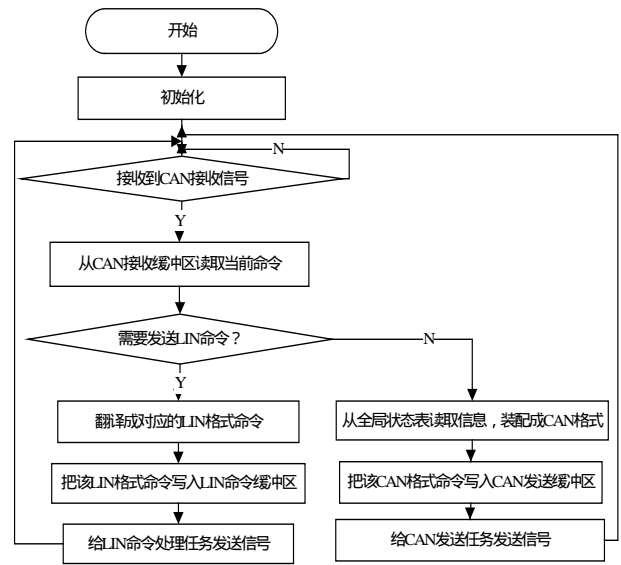 开始
初始化
N
接收到CAN接收信号
Y
从CAN接收缓冲区读取当前命令
需要发送LIN命令？
N
Y
翻译成对应的LIN格式命令
从全局状态表读取信息，装配成CAN格式
把该LIN格式命令写入LIN命令缓冲区
把该CAN格式命令写入CAN发送缓冲区
给LIN命令处理任务发送信号
给CAN发送任务发送信号